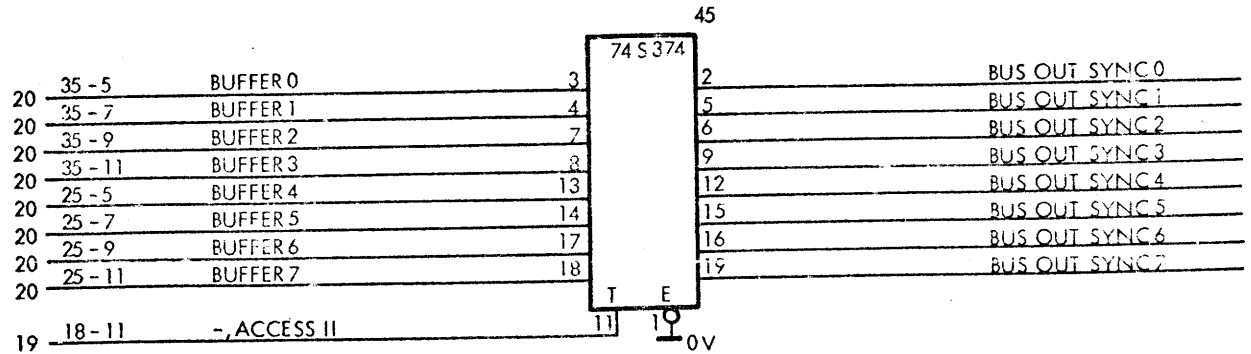 45
74 S 374
20 35 - 5 BUFFER 0 3 2 BUS OUT SYNC 0
20 35 - 7 BUFFER 1 4 5 BUS OUT SYNC 1
20 35 - 9 BUFFER 2 7 6 BUS OUT SYNC 2
20 35 - 11 BUFFER 3 8 9 BUS OUT SYNC 3
20 25 - 5 BUFFER 4 13 12 BUS OUT SYNC 4
20 25 - 7 BUFFER 5 14 15 BUS OUT SYNC 5
20 25 - 9 BUFFER 6 17 16 BUS OUT SYNC 6
20 25 - 11 BUFFER 7 18 19 BUS OUT SYNC 7
T E
19 18 - 11 -, ACCESS II 11 1 0 V